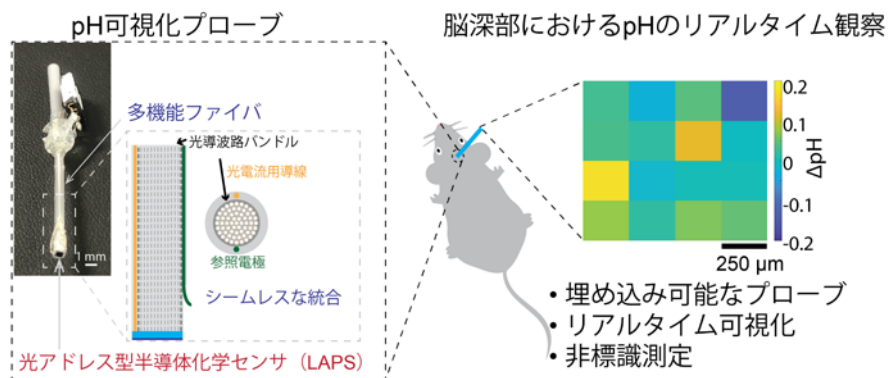 pH可視化プローブ
多機能ファイバ
光導波路バンドル
光電流用導線
参照電極
シームレスな統合
1 mm
光アドレス型半導体化学センサ（LAPS）
脳深部におけるpHのリアルタイム観察
0.2
0.1
0
-0.1
-0.2
ΔpH
250 μm
• 埋め込み可能なプローブ
• リアルタイム可視化
• 非標識測定